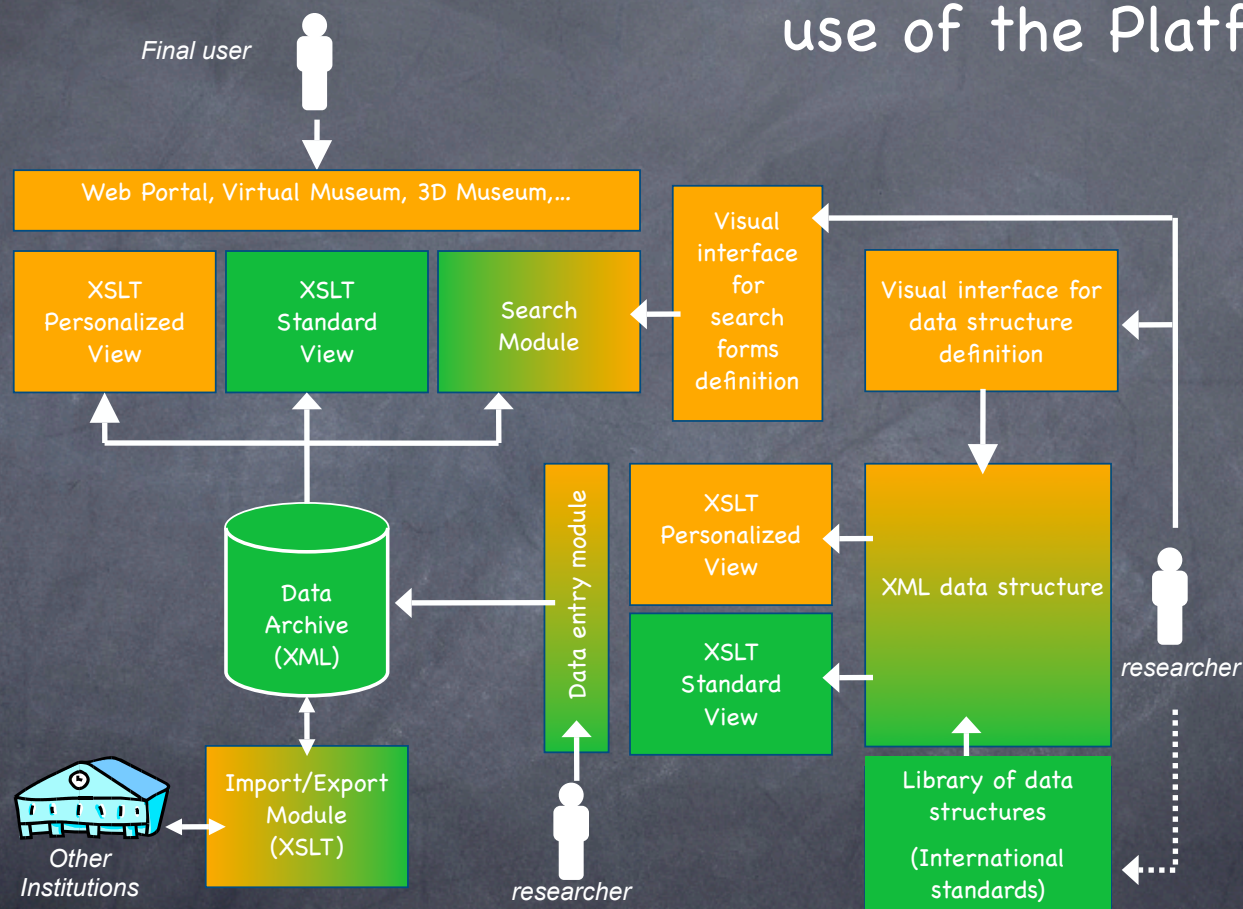 use of the Platf
Final user
Web Portal, Virtual Museum, 3D Museum,...
XSLT
Personalized
View
XSLT
Standard
View
Search
Module
Visual
interface
for
search
forms
definition
Visual interface for
data structure
definition
Data
Archive
(XML)
Data entry module
XSLT
Personalized
View
XSLT
Standard
View
XML data structure
researcher
Import/Export
Module
(XSLT)
Other
Institutions
researcher
Library of data
structures
(International
standards)